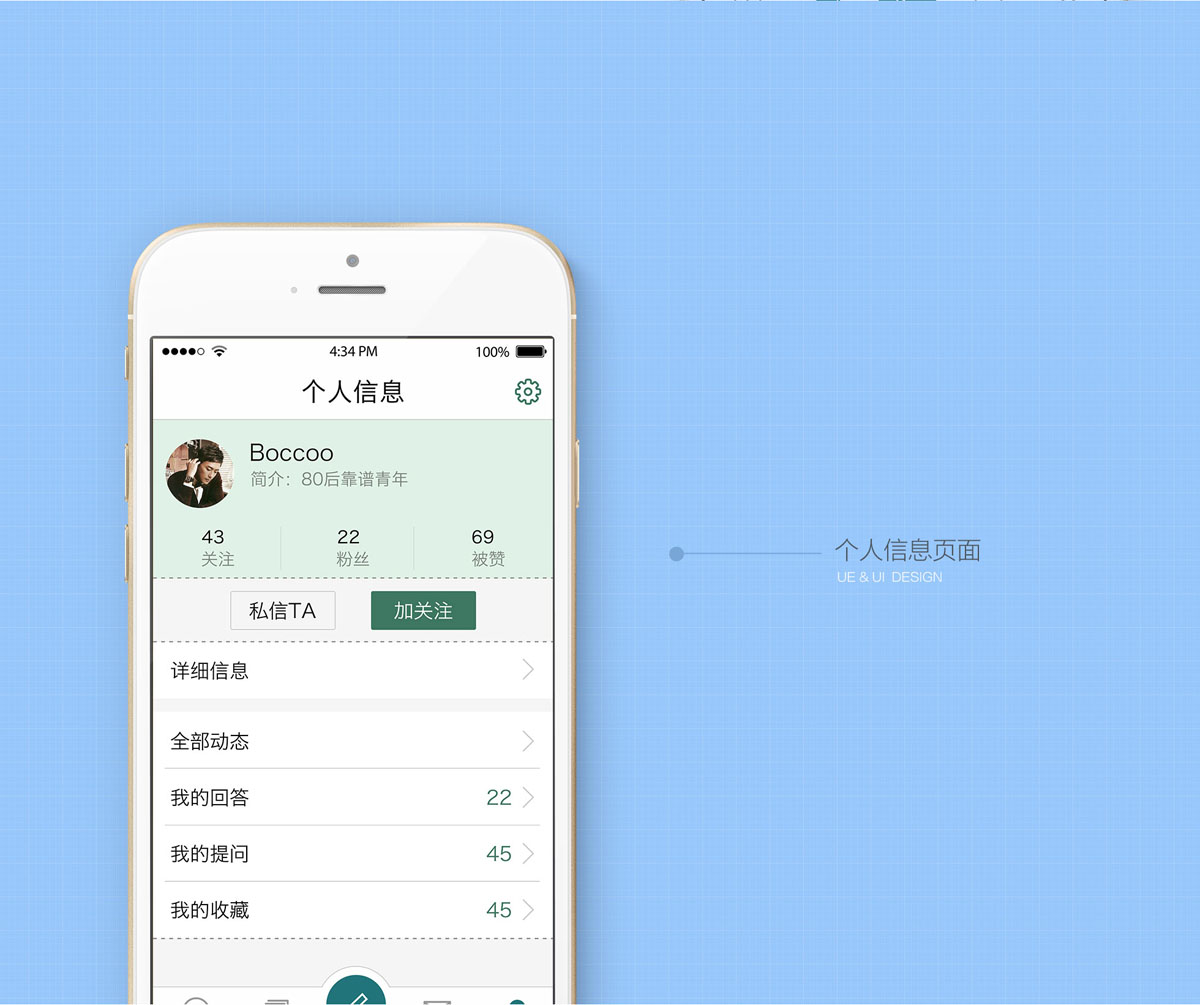 4:34 PM
100%
个人信息
Boccoo
简介：80后靠谱青年
43
22
69
关注
粉丝
被赞
私信TA
加关注
详细信息
全部动态
我的回答
22
我的提问
45
我的收藏
45
个人信息页面
UE & UI DESIGN